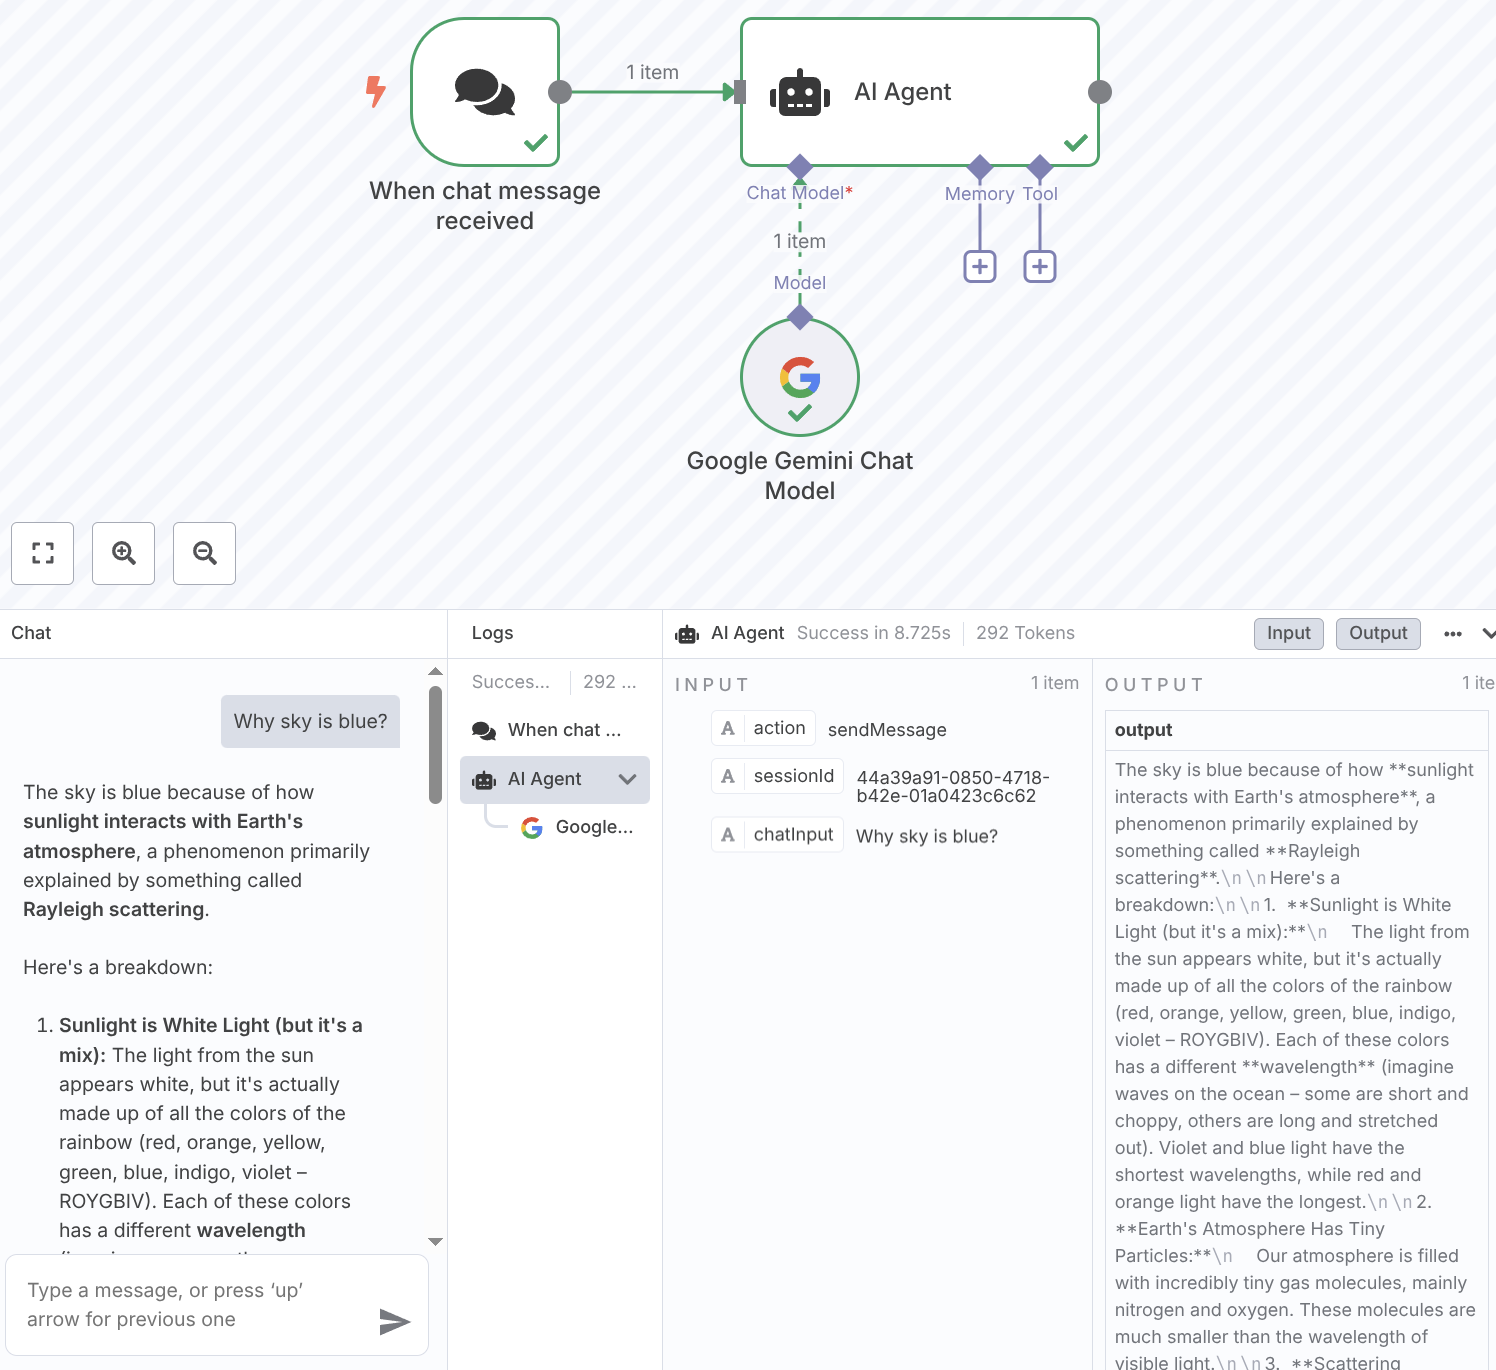 1 item
AI Agent
When chat message
received
Chat Model*
Memory
Tool
1 item
Model
Google Gemini Chat
Model
Chat
Why sky is blue?
The sky is blue because of how
sunlight interacts with Earth's
atmosphere, a phenomenon primarily
explained by something called
Rayleigh scattering.
Here's a breakdown:
1. Sunlight is White Light (but it's a
mix): The light from the sun
appears white, but it's actually
made up of all the colors of the
rainbow (red, orange, yellow,
green, blue, indigo, violet –
ROYGBIV). Each of these colors
has a different wavelength
Type a message, or press ‘up’
arrow for previous one
Logs
Succes... 292 ...
When chat ...
AI Agent
Google...
AI Agent Success in 8.725s 292 Tokens
Input
Output
INPUT
1 item
A action sendMessage
A sessionId 44a39a91-0850-4718-
b42e-01a0423c6c62
A chatInput Why sky is blue?
OUTPUT
1 ite
output
The sky is blue because of how **sunlight
interacts with Earth's atmosphere**, a
phenomenon primarily explained by
something called **Rayleigh
scattering**.\n\nHere's a
breakdown:\n\n1. **Sunlight is White
Light (but it's a mix):**\n The light from
the sun appears white, but it's actually
made up of all the colors of the rainbow
(red, orange, yellow, green, blue, indigo,
violet – ROYGBIV). Each of these colors
has a different **wavelength** (imagine
waves on the ocean – some are short and
choppy, others are long and stretched
out). Violet and blue light have the
shortest wavelengths, while red and
orange light have the longest.\n\n2.
**Earth's Atmosphere Has Tiny
Particles:**\n Our atmosphere is filled
with incredibly tiny gas molecules, mainly
nitrogen and oxygen. These molecules are
much smaller than the wavelength of
visible light.\n\n3. **Scattering